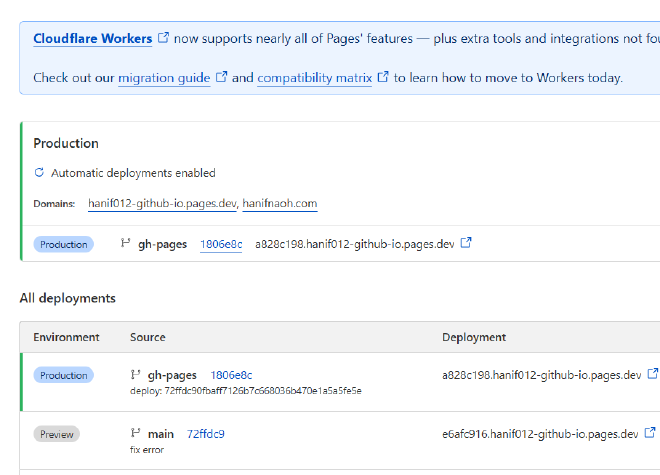 Cloudflare Workers now supports nearly all of Pages' features — plus extra tools and integrations not
Check out our migration guide and compatibility matrix to learn how to move to Workers today.
Production
Automatic deployments enabled
Domains: hanif012-github-io.pages.dev, hanifnaoh.com
Production gh-pages 1806e8c a828c198.hanif012-github-io.pages.dev
All deployments
Environment Source Deployment
Production gh-pages 1806e8c a828c198.hanif012-github-io.pages.dev
deploy: 72ffdc90fbaff7126b7c668036b470e1a5a5fe5e
Preview main 72ffdc9 e6afc916.hanif012-github-io.pages.dev
fix error